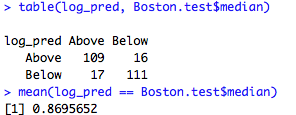 > table(log_pred, Boston.test$median)

log_pred Above Below
   Above   109    16
   Below    17   111
> mean(log_pred == Boston.test$median)
[1] 0.8695652